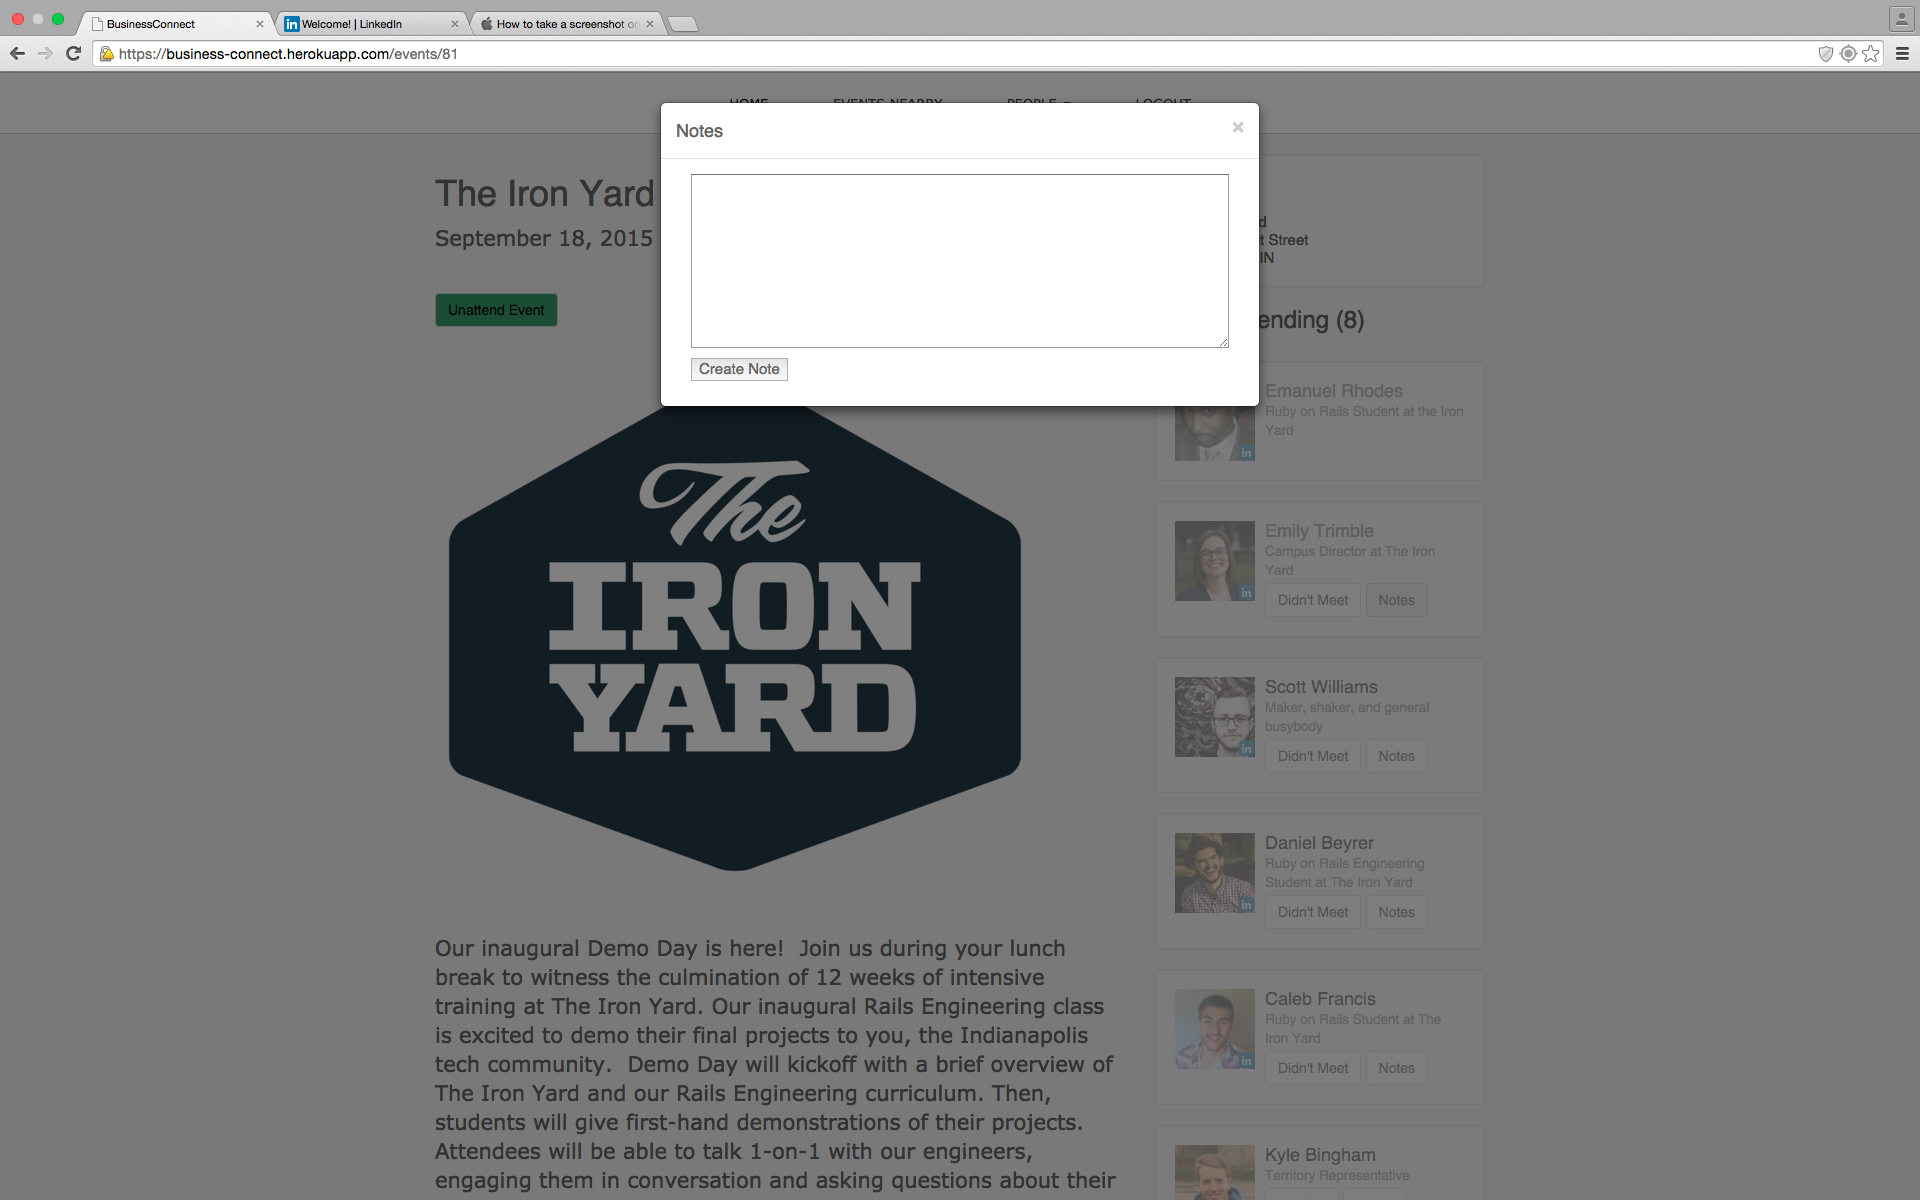 BusinessConnect
Welcome! | LinkedIn
How to take a screenshot on
https://business-connect.herokuapp.com/events/81
HOME
EVENTS NEARBY
PEOPLE
LOGOUT
Notes
×
Create Note
The Iron Yard
September 18, 2015
Unattend Event
The
IRON
YARD
Our inaugural Demo Day is here!  Join us during your lunch
break to witness the culmination of 12 weeks of intensive
training at The Iron Yard. Our inaugural Rails Engineering class
is excited to demo their final projects to you, the Indianapolis
tech community.  Demo Day will kickoff with a brief overview of
The Iron Yard and our Rails Engineering curriculum. Then,
students will give first-hand demonstrations of their projects.
Attendees will be able to talk 1-on-1 with our engineers,
engaging them in conversation and asking questions about their
d
t Street
IN
ending (8)
Emanuel Rhodes
Ruby on Rails Student at the Iron
Yard
in
Emily Trimble
Campus Director at The Iron
Yard
in
Didn't Meet
Notes
Scott Williams
Maker, shaker, and general
busybody
in
Didn't Meet
Notes
Daniel Beyrer
Ruby on Rails Engineering
Student at The Iron Yard
in
Didn't Meet
Notes
Caleb Francis
Ruby on Rails Student at The
Iron Yard
in
Didn't Meet
Notes
Kyle Bingham
Territory Representative